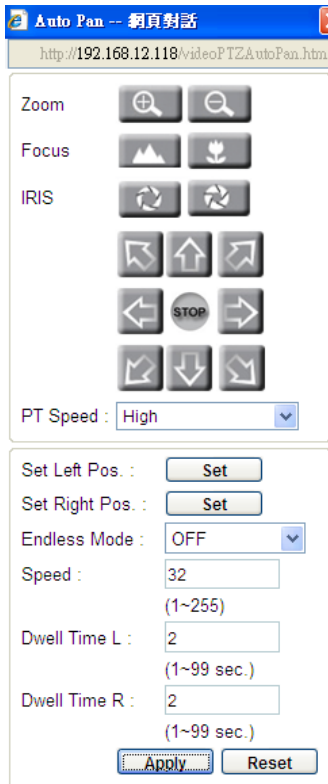 Auto Pan -- 網頁對話
http://192.168.12.118/videoPTZAutoPan.htm
Zoom
Focus
IRIS
STOP
PT Speed : High
Set Left Pos. : Set
Set Right Pos. : Set
Endless Mode : OFF
Speed : 32
(1~255)
Dwell Time L : 2
(1~99 sec.)
Dwell Time R : 2
(1~99 sec.)
Apply Reset